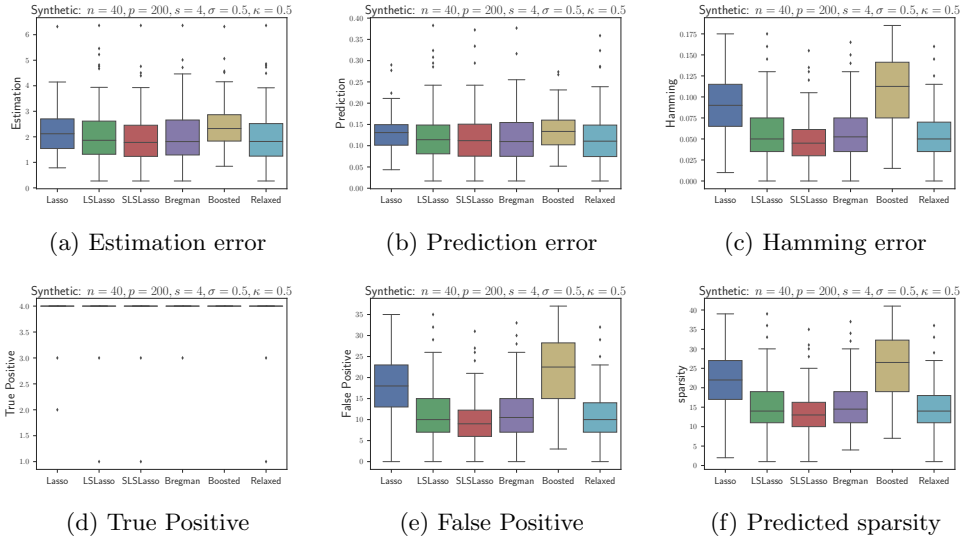 Synthetic: n = 40, p = 200, s = 4, σ = 0.5, κ = 0.5
Estimation
6
5
4
3
2
1
0
Lasso LSLasso SLSLasso Bregman Boosted Relaxed
(a) Estimation error
Synthetic: n = 40, p = 200, s = 4, σ = 0.5, κ = 0.5
Prediction
0.40
0.35
0.30
0.25
0.20
0.15
0.10
0.05
0.00
Lasso LSLasso SLSLasso Bregman Boosted Relaxed
(b) Prediction error
Synthetic: n = 40, p = 200, s = 4, σ = 0.5, κ = 0.5
Hamming
0.175
0.150
0.125
0.100
0.075
0.050
0.025
0.000
Lasso LSLasso SLSLasso Bregman Boosted Relaxed
(c) Hamming error
Synthetic: n = 40, p = 200, s = 4, σ = 0.5, κ = 0.5
True Positive
4.0
3.5
3.0
2.5
2.0
1.5
1.0
Lasso LSLasso SLSLasso Bregman Boosted Relaxed
(d) True Positive
Synthetic: n = 40, p = 200, s = 4, σ = 0.5, κ = 0.5
False Positive
35
30
25
20
15
10
5
0
Lasso LSLasso SLSLasso Bregman Boosted Relaxed
(e) False Positive
Synthetic: n = 40, p = 200, s = 4, σ = 0.5, κ = 0.5
sparsity
40
35
30
25
20
15
10
5
0
Lasso LSLasso SLSLasso Bregman Boosted Relaxed
(f) Predicted sparsity